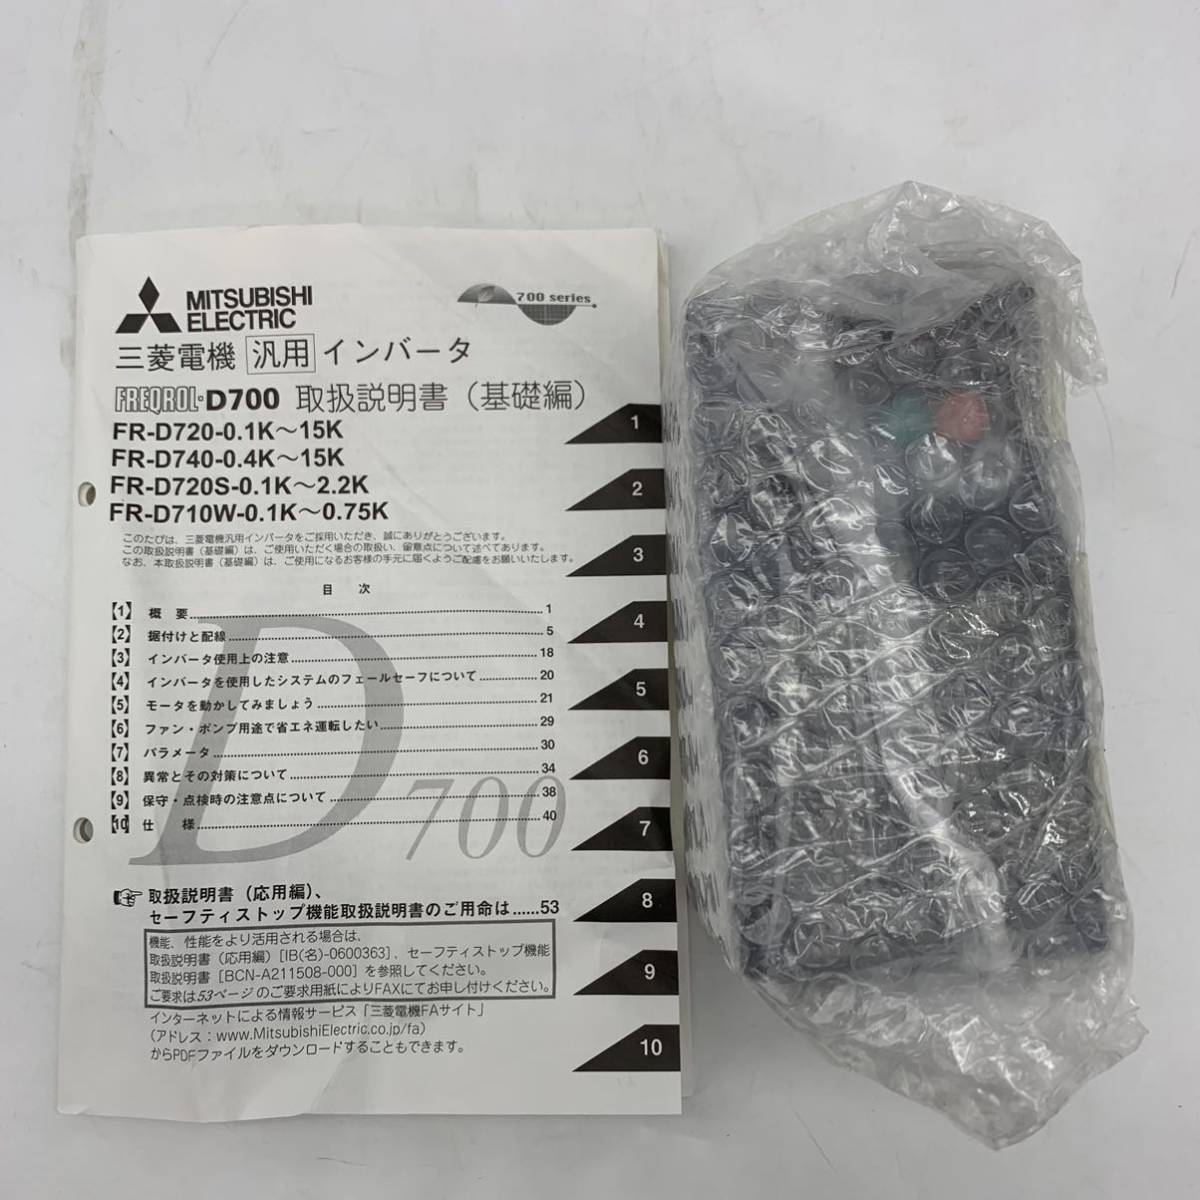 MITSUBISHI
ELECTRIC
700 series
三菱電機 汎用 インバータ
FREQROL-D700 取扱説明書（基礎編）
FR-D720-0.1K～15K
FR-D740-0.4K～15K
FR-D720S-0.1K～2.2K
FR-D710W-0.1K～0.75K
このたびは、三菱電機汎用インバータをご採用いただき、誠にありがとうございます。
この取扱説明書（基礎編）は、ご使用いただく場合の取扱い、留意点について述べてあります。
なお、本取扱説明書（基礎編）は、ご使用になるお客様の手元に届くようご配慮をお願いいたします。
目 次
【1】 概 要 1
【2】 据付けと配線 5
【3】 インバータ使用上の注意 18
【4】 インバータを使用したシステムのフェールセーフについて 20
【5】 モータを動かしてみましょう 21
【6】 ファン・ポンプ用途で省エネ運転したい 29
【7】 パラメータ 30
【8】 異常とその対策について 34
【9】 保守・点検時の注意点について 38
【10】 仕 様 40
D700
取扱説明書（応用編）、
セーフティストップ機能取扱説明書のご用命は......53
機能、性能をより活用される場合は、
取扱説明書（応用編）[IB(名)-0600363]、セーフティストップ機能
取扱説明書［BCN-A211508-000］を参照してください。
ご要求は53ページのご要求用紙によりFAXにてお申し付けください。
インターネットによる情報サービス「三菱電機FAサイト」
（アドレス：www.MitsubishiElectric.co.jp/fa）
からPDFファイルをダウンロードすることもできます。
1
2
3
4
5
6
7
8
9
10